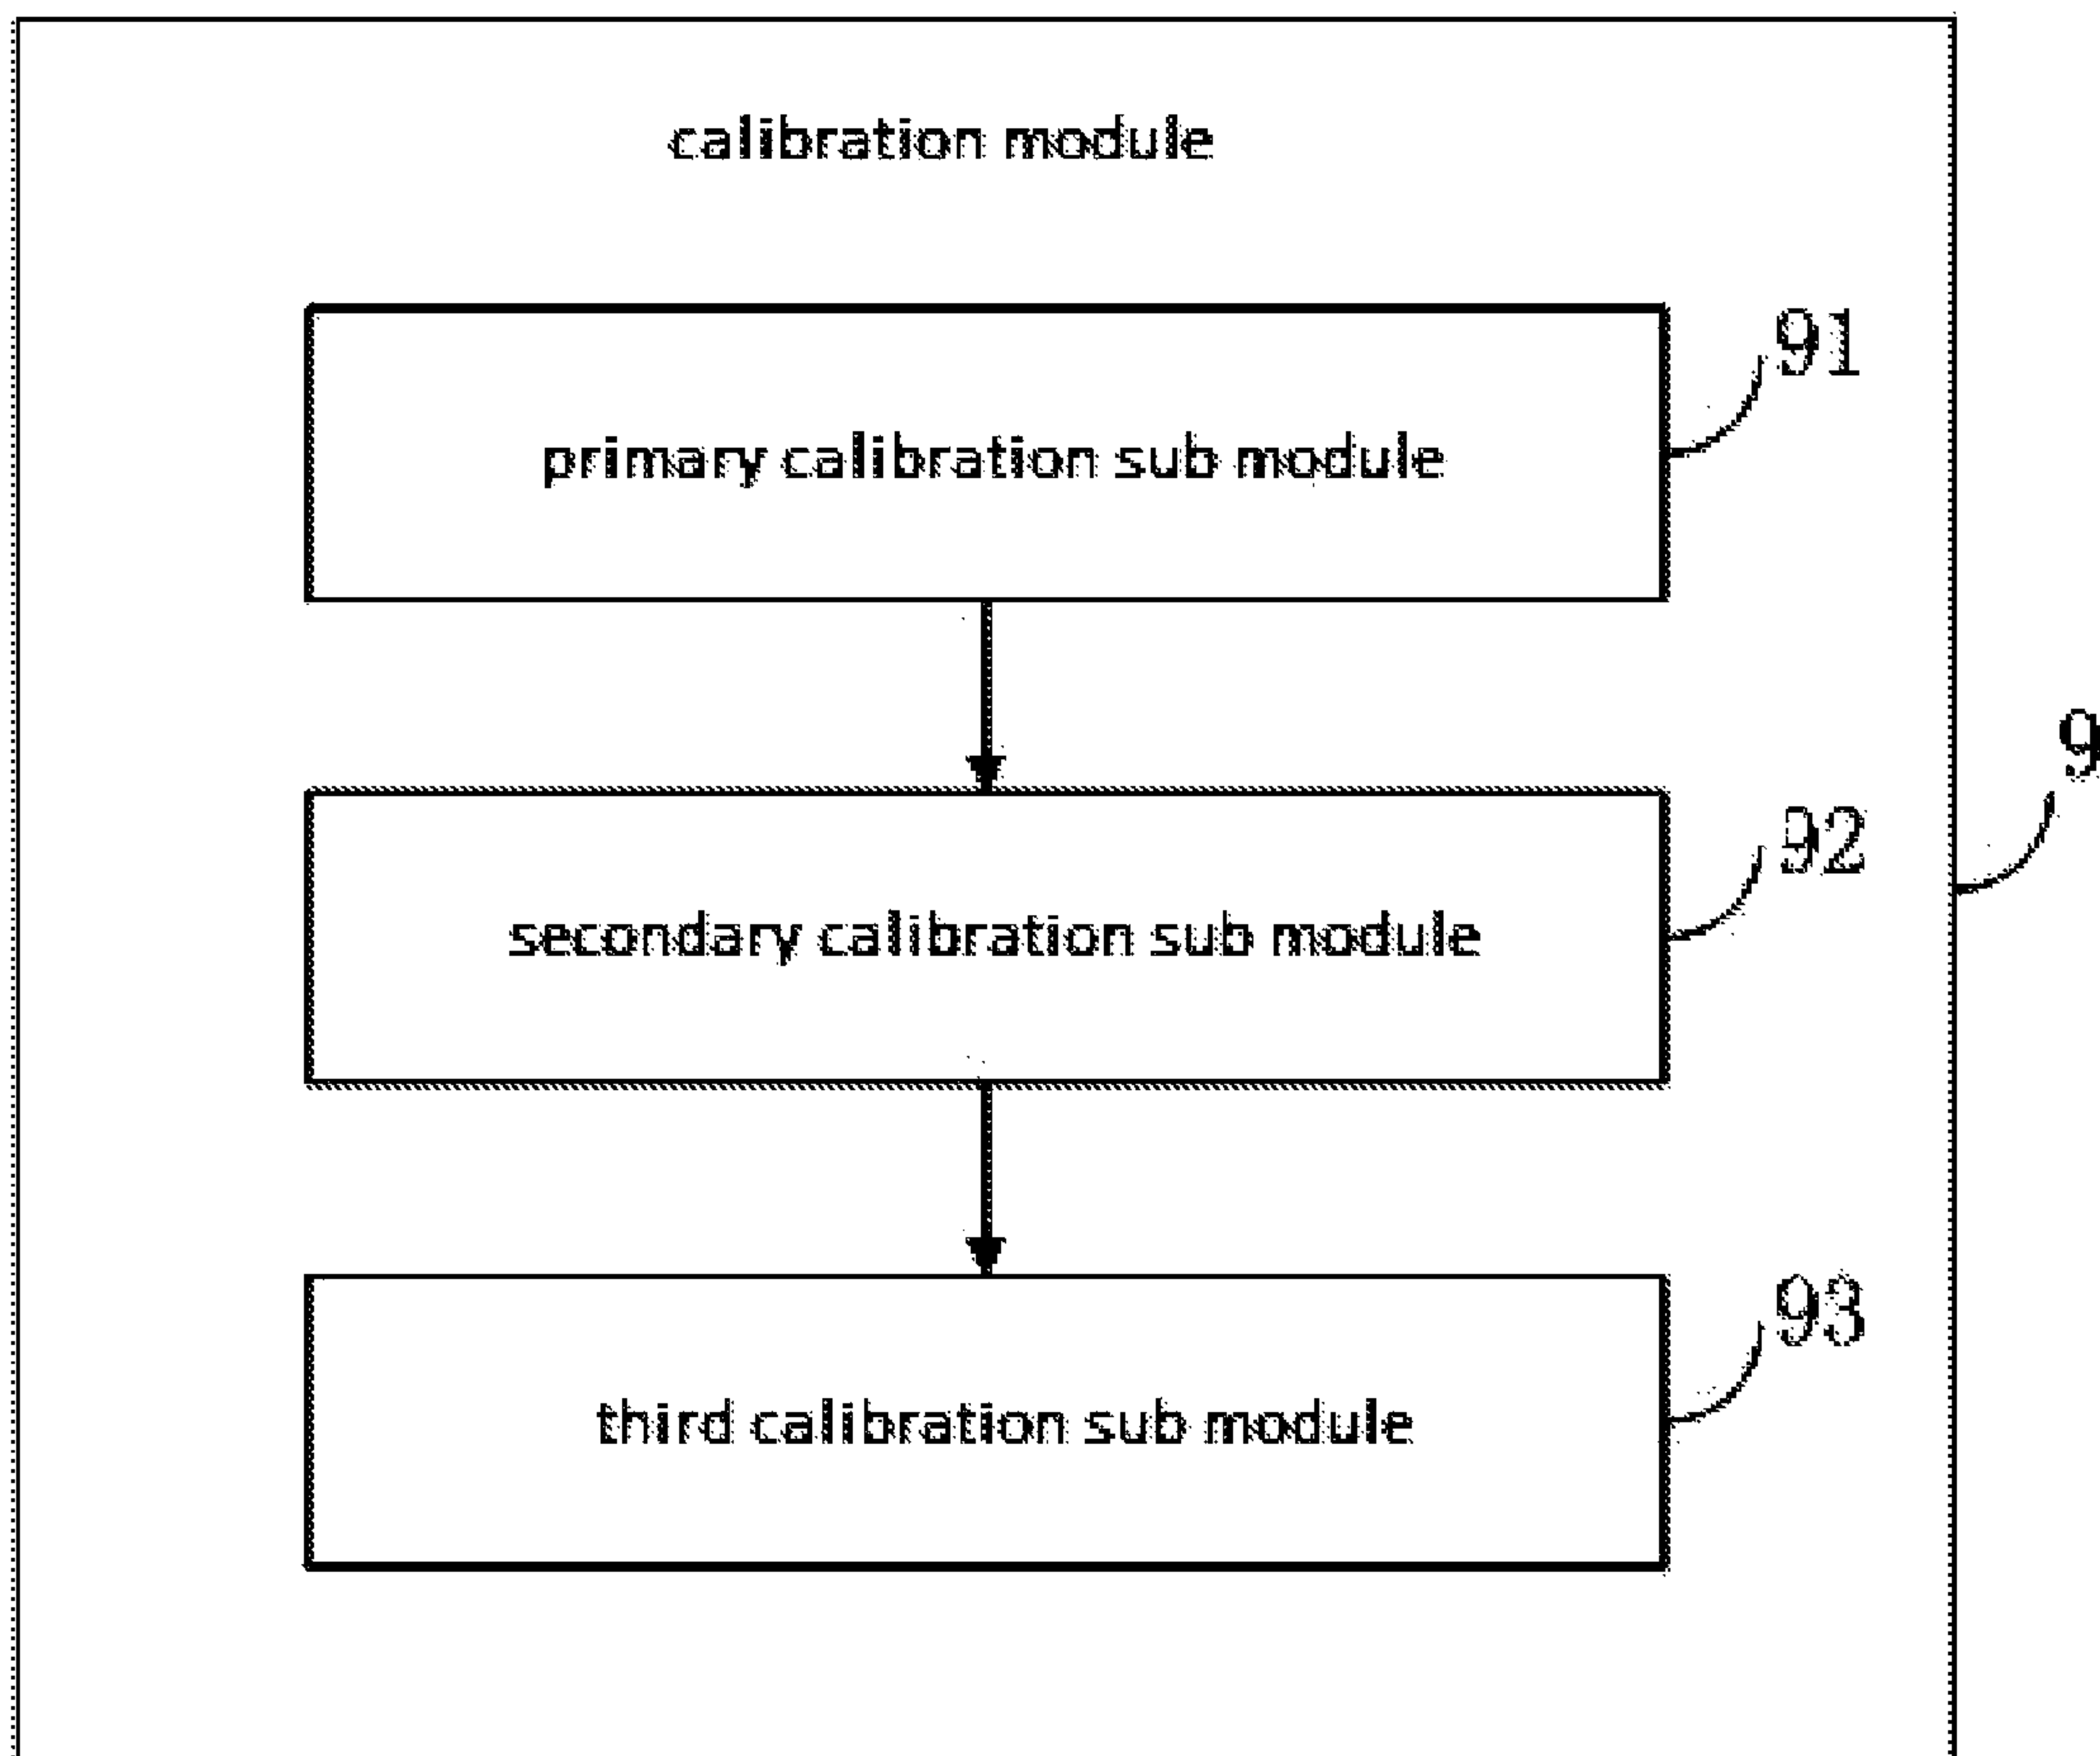 calibration module
91
primary calibration sub module
9
92
secondary calibration sub module
93
third calibration sub module